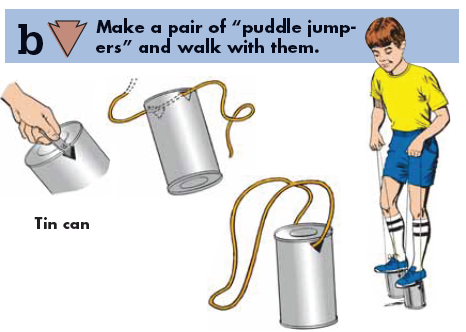 b Make a pair of “puddle jump-
ers” and walk with them.
Tin can